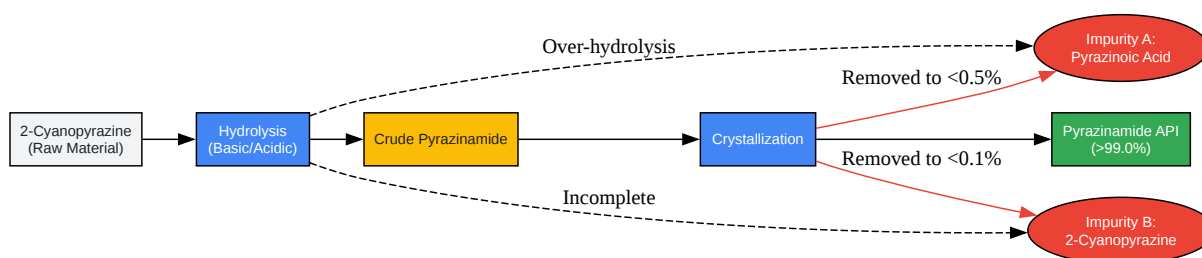 2-Cyanopyrazine
(Raw Material)
Hydrolysis
(Basic/Acidic)
Over-hydrolysis
Incomplete
Crude Pyrazinamide
Crystallization
Removed to <0.5%
Removed to <0.1%
Impurity A:
Pyrazinoic Acid
Pyrazinamide API
(>99.0%)
Impurity B:
2-Cyanopyrazine